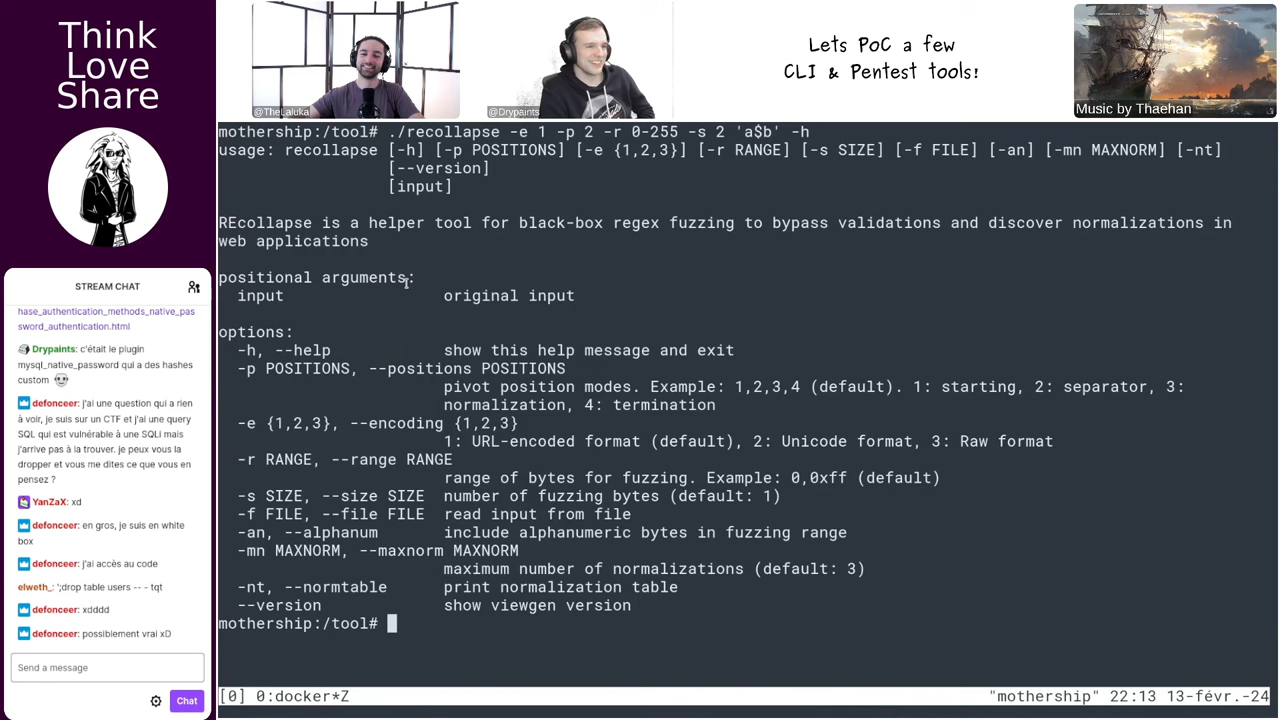 Think
Love
Share
@TheLaluka
@Drypaints
Lets PoC a few
CLI & Pentest tools!
Music by Thaehan
mothership:/tool# ./recollapse -e 1 -p 2 -r 0-255 -s 2 'a$b' -h
usage: recollapse [-h] [-p POSITIONS] [-e {1,2,3}] [-r RANGE] [-s SIZE] [-f FILE] [-an] [-mn MAXNORM] [-nt]
[--version]
[input]
REcollapse is a helper tool for black-box regex fuzzing to bypass validations and discover normalizations in
web applications
positional arguments:
input original input
options:
-h, --help show this help message and exit
-p POSITIONS, --positions POSITIONS
pivot position modes. Example: 1,2,3,4 (default). 1: starting, 2: separator, 3:
normalization, 4: termination
-e {1,2,3}, --encoding {1,2,3}
1: URL-encoded format (default), 2: Unicode format, 3: Raw format
-r RANGE, --range RANGE
range of bytes for fuzzing. Example: 0,0xff (default)
-s SIZE, --size SIZE number of fuzzing bytes (default: 1)
-f FILE, --file FILE read input from file
-an, --alphanum include alphanumeric bytes in fuzzing range
-mn MAXNORM, --maxnorm MAXNORM
maximum number of normalizations (default: 3)
-nt, --normtable print normalization table
--version show viewgen version
mothership:/tool#
[0] 0:docker*Z "mothership" 22:13 13-févr.-24
STREAM CHAT
hase_authentication_methods_native_pas
sword_authentication.html
Drypaints: c'était le plugin
mysql_native_password qui a des hashes
custom
defonceer: j'ai une question qui a rien
à voir, je suis sur un CTF et j'ai une query
SQL qui est vulnérable à une SQLi mais
j'arrive pas à la trouver. je peux vous la
dropper et vous me dites ce que vous en
pensez ?
YanZaX: xd
defonceer: en gros, je suis en white
box
defonceer: j'ai accès au code
elweth_: ';drop table users -- - tqt
defonceer: xdddd
defonceer: possiblement vrai xD
Send a message
Chat